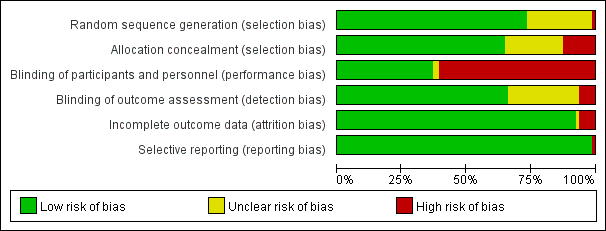 Random sequence generation (selection bias)
Allocation concealment (selection bias)
Blinding of participants and personnel (performance bias)
Blinding of outcome assessment (detection bias)
Incomplete outcome data (attrition bias)
Selective reporting (reporting bias)
0% 25% 50% 75% 100%
Low risk of bias Unclear risk of bias High risk of bias